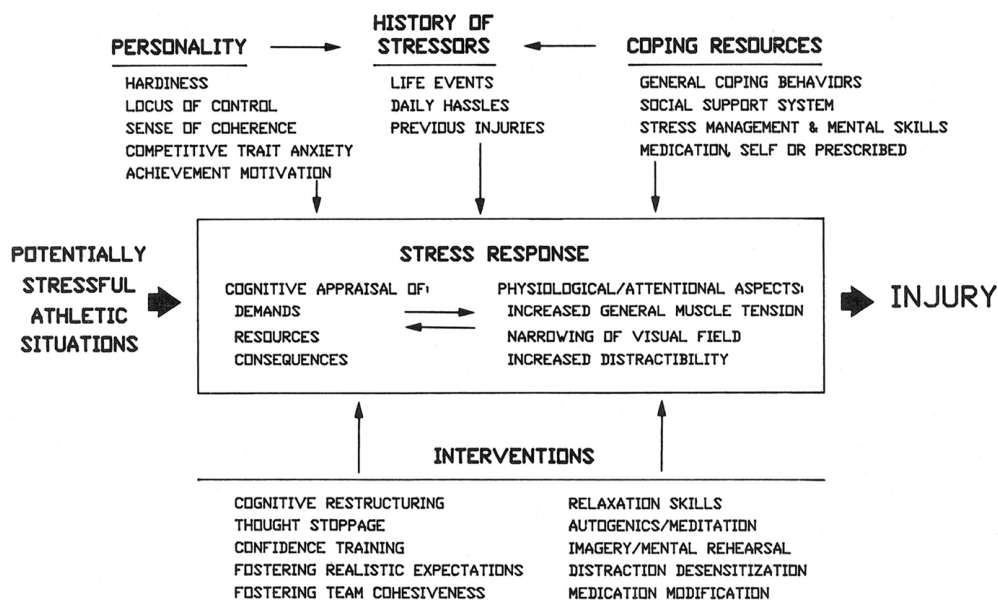 PERSONALITY
HARDINESS
LOCUS OF CONTROL
SENSE OF COHERENCE
COMPETITIVE TRAIT ANXIETY
ACHIEVEMENT MOTIVATION
HISTORY OF
STRESSORS
LIFE EVENTS
DAILY HASSLES
PREVIOUS INJURIES
COPING RESOURCES
GENERAL COPING BEHAVIORS
SOCIAL SUPPORT SYSTEM
STRESS MANAGEMENT & MENTAL SKILLS
MEDICATION, SELF OR PRESCRIBED
POTENTIALLY
STRESSFUL
ATHLETIC
SITUATIONS
STRESS RESPONSE
COGNITIVE APPRAISAL OF:
DEMANDS
RESOURCES
CONSEQUENCES
PHYSIOLOGICAL/ATTENTIONAL ASPECTS:
INCREASED GENERAL MUSCLE TENSION
NARROWING OF VISUAL FIELD
INCREASED DISTRACTIBILITY
INJURY
INTERVENTIONS
COGNITIVE RESTRUCTURING
THOUGHT STOPPAGE
CONFIDENCE TRAINING
FOSTERING REALISTIC EXPECTATIONS
FOSTERING TEAM COHESIVENESS
RELAXATION SKILLS
AUTOGENICS/MEDITATION
IMAGERY/MENTAL REHEARSAL
DISTRACTION DESENSITIZATION
MEDICATION MODIFICATION